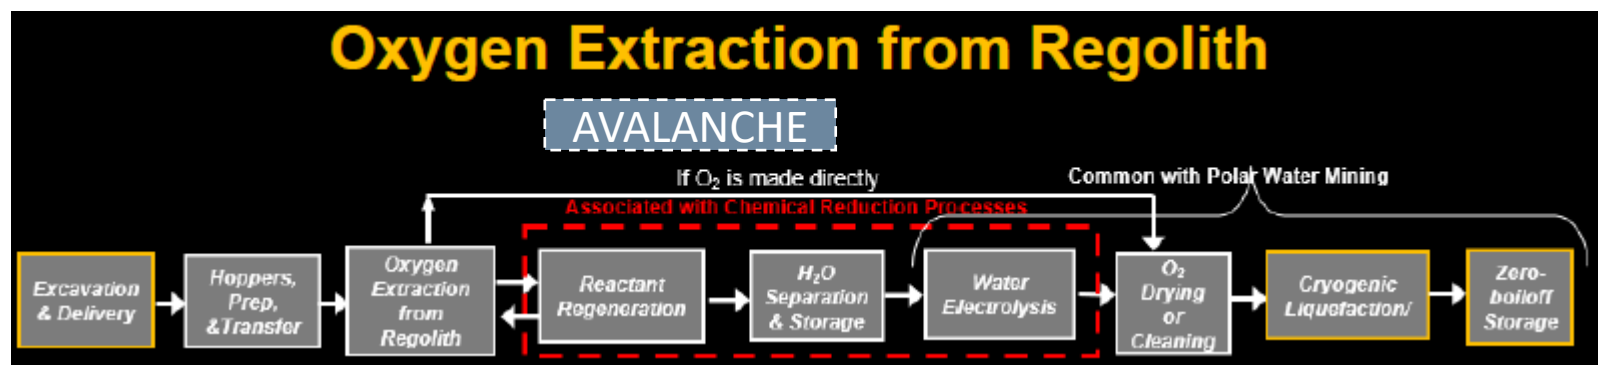 Oxygen Extraction from Regolith
AVALANCHE
If O₂ is made directly
Common with Polar Water Mining
Associated with Chemical Reduction Processes
Excavation
& Delivery
Hoppers,
Prep,
&Transfer
Oxygen
Extraction
from
Regolith
Reactant
Regeneration
H₂O
Separation
& Storage
Water
Electrolysis
O₂
Drying
or
Cleaning
Cryogenic
Liquefaction/
Zero-
boiloff
Storage